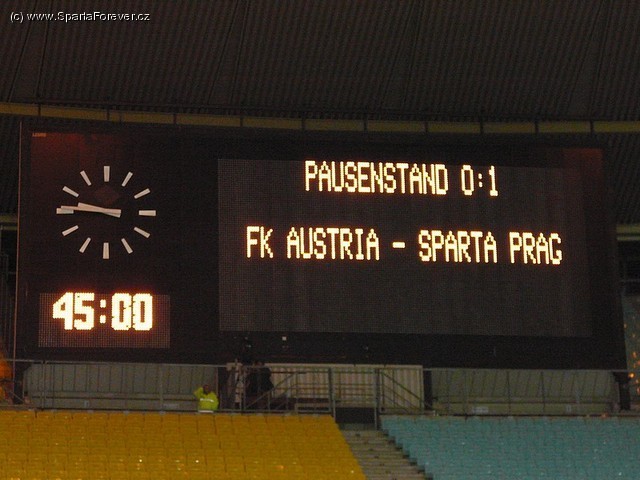 (c) www.SpartaForever.cz
PAUSENSTAND 0:1
FK AUSTRIA - SPARTA PRAG
45:00